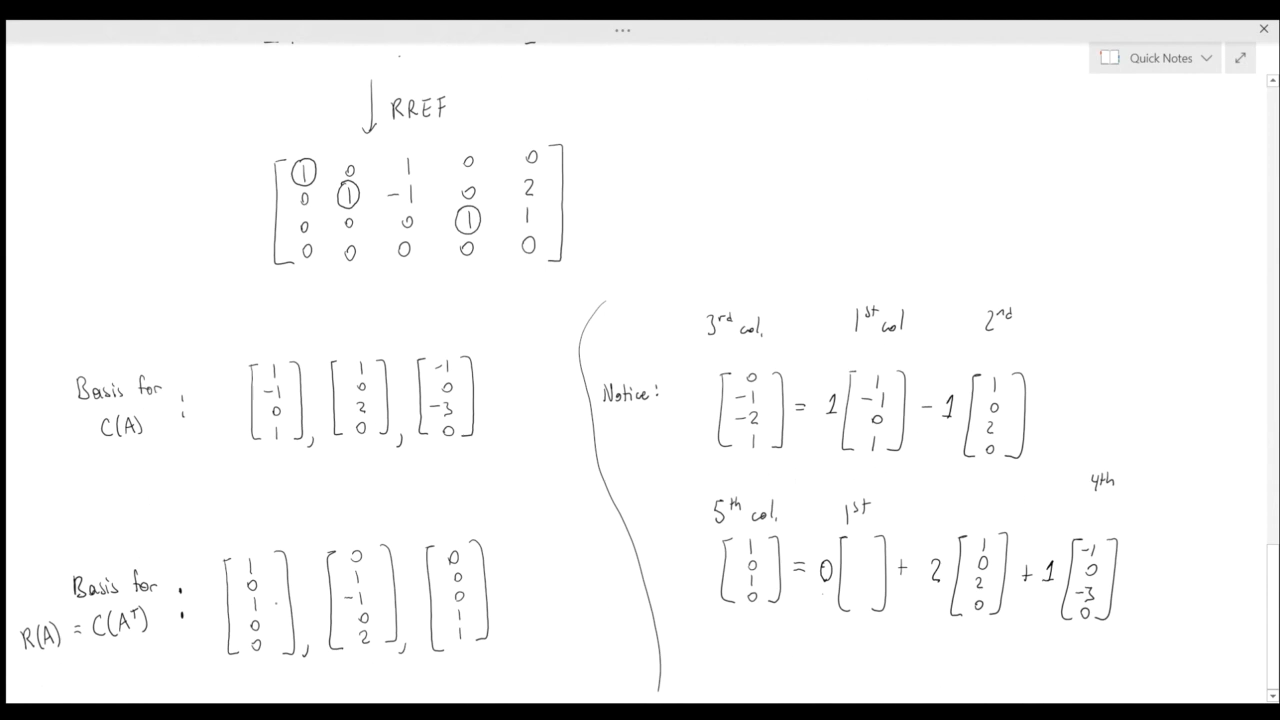 Quick Notes
RREF
1 0 1 0 0
0 1 -1 0 2
0 0 0 1 1
0 0 0 0 0
Basis for C(A) :
[1 -1 0 1], [1 0 2 0], [-1 0 -3 0]
Basis for R(A) = C(Aᵀ) :
[1 0 1 0 0], [0 1 -1 0 2], [0 0 0 1 1]
3rd col. 1st col 2nd
Notice: [0 -1 -2 1] = 1 [1 -1 0 1] - 1 [1 0 2 0]
4th
5th col. 1st
[1 0 1 0] = 0 [ ] + 2 [1 0 2 0] + 1 [-1 0 -3 0]